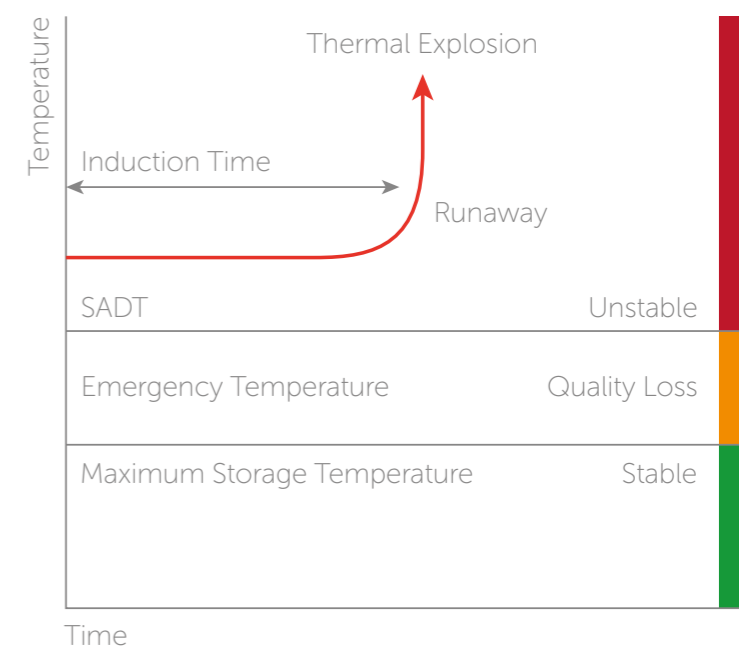 Temperature
Thermal Explosion
Induction Time
Runaway
SADT
Unstable
Emergency Temperature
Quality Loss
Maximum Storage Temperature
Stable
Time